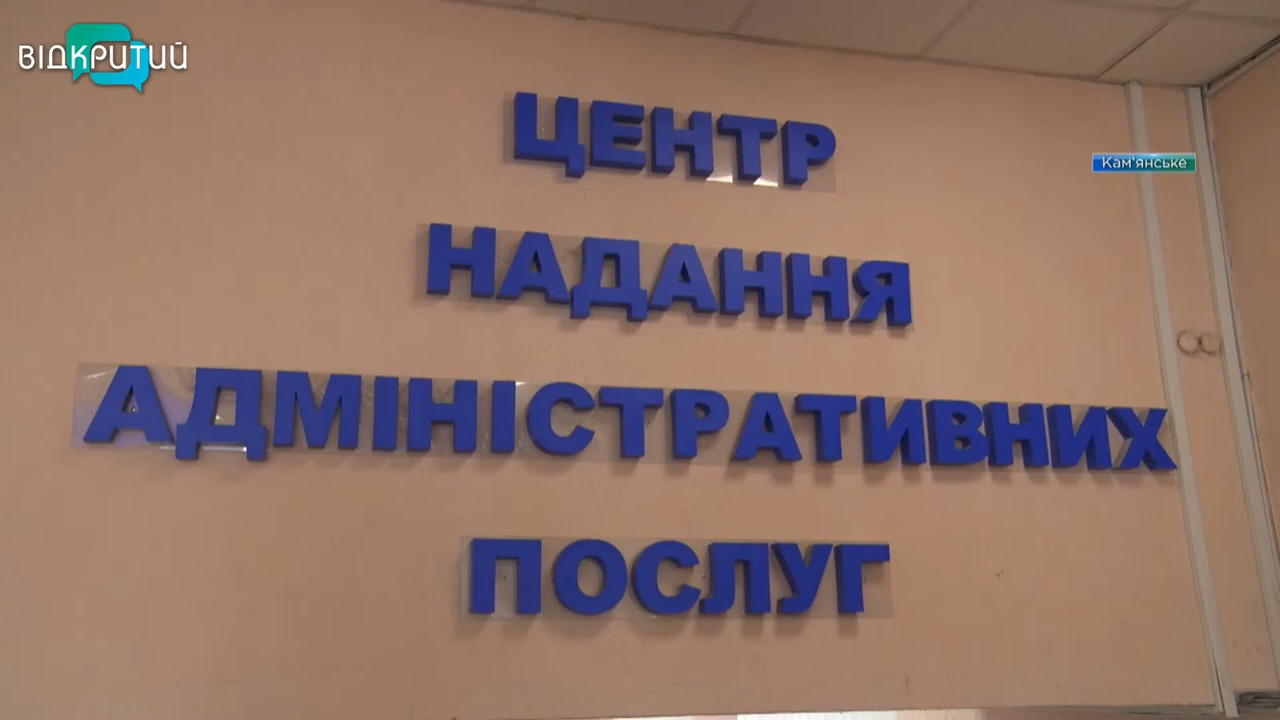 ВІДКРИТИЙ
ЦЕНТР
Кам'янське
НАДАННЯ
АДМІНІСТРАТИВНИХ
ПОСЛУГ